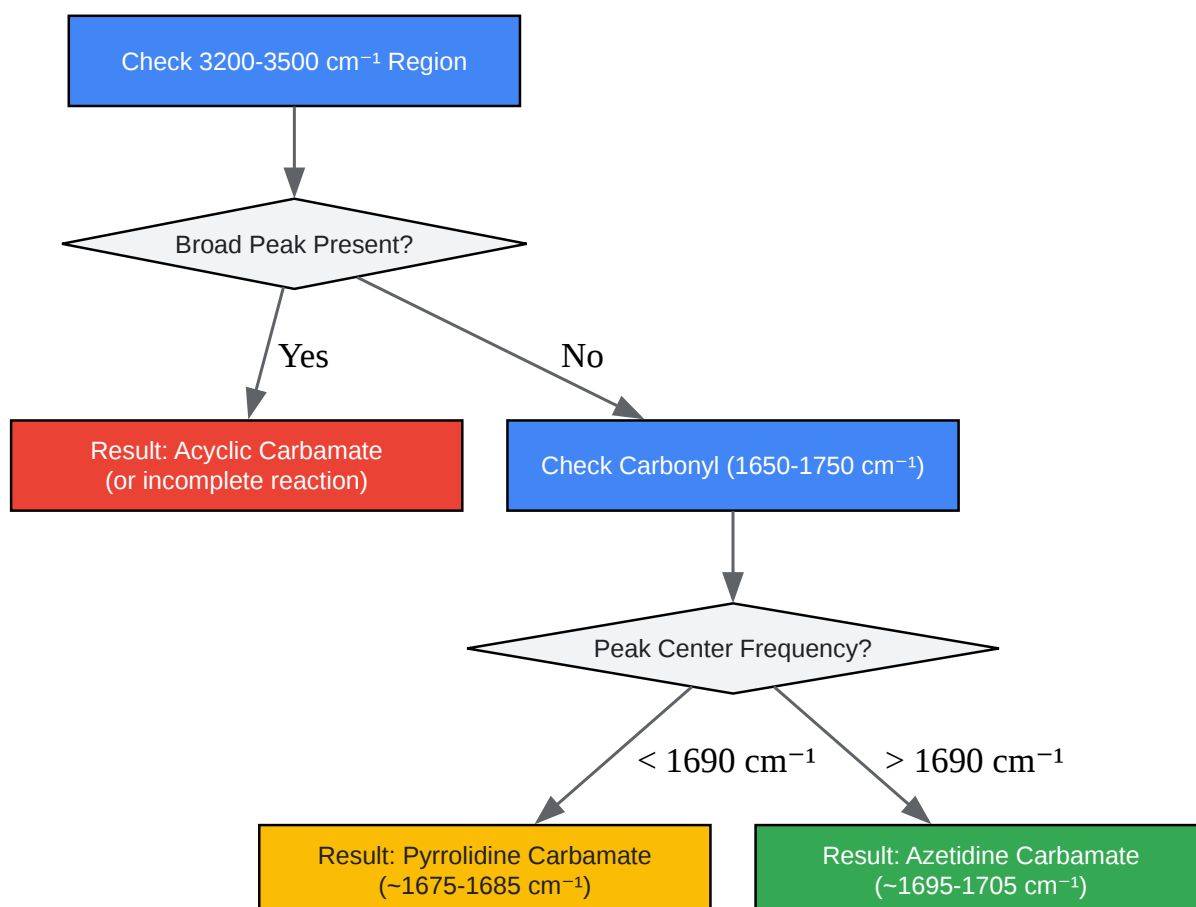 Check 3200-3500 cm⁻¹ Region
Broad Peak Present?
Yes
No
Result: Acyclic Carbamate
(or incomplete reaction)
Check Carbonyl (1650-1750 cm⁻¹)
Peak Center Frequency?
< 1690 cm⁻¹
> 1690 cm⁻¹
Result: Pyrrolidine Carbamate
(~1675-1685 cm⁻¹)
Result: Azetidine Carbamate
(~1695-1705 cm⁻¹)